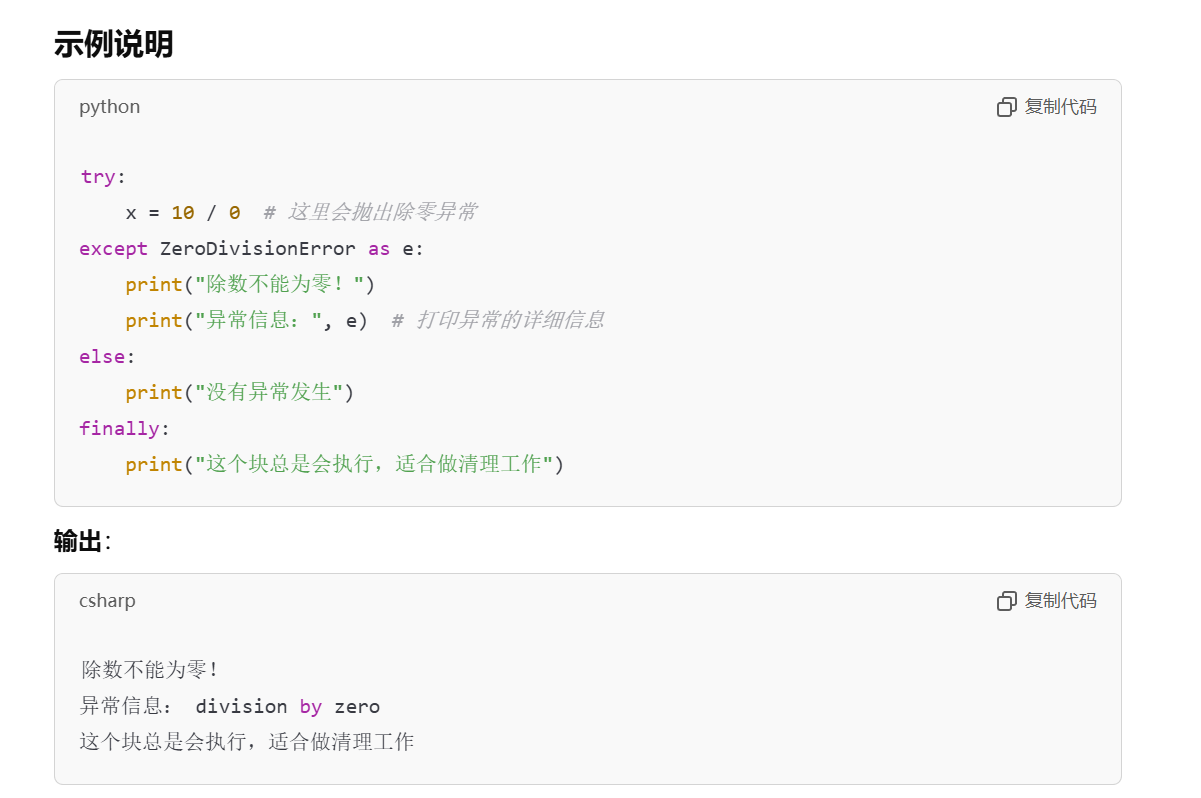 示例说明
python
复制代码
try:
    x = 10 / 0  # 这里会抛出除零异常
except ZeroDivisionError as e:
    print("除数不能为零！")
    print("异常信息：", e)  # 打印异常的详细信息
else:
    print("没有异常发生")
finally:
    print("这个块总是会执行，适合做清理工作")
输出:
csharp
复制代码
除数不能为零！
异常信息： division by zero
这个块总是会执行，适合做清理工作